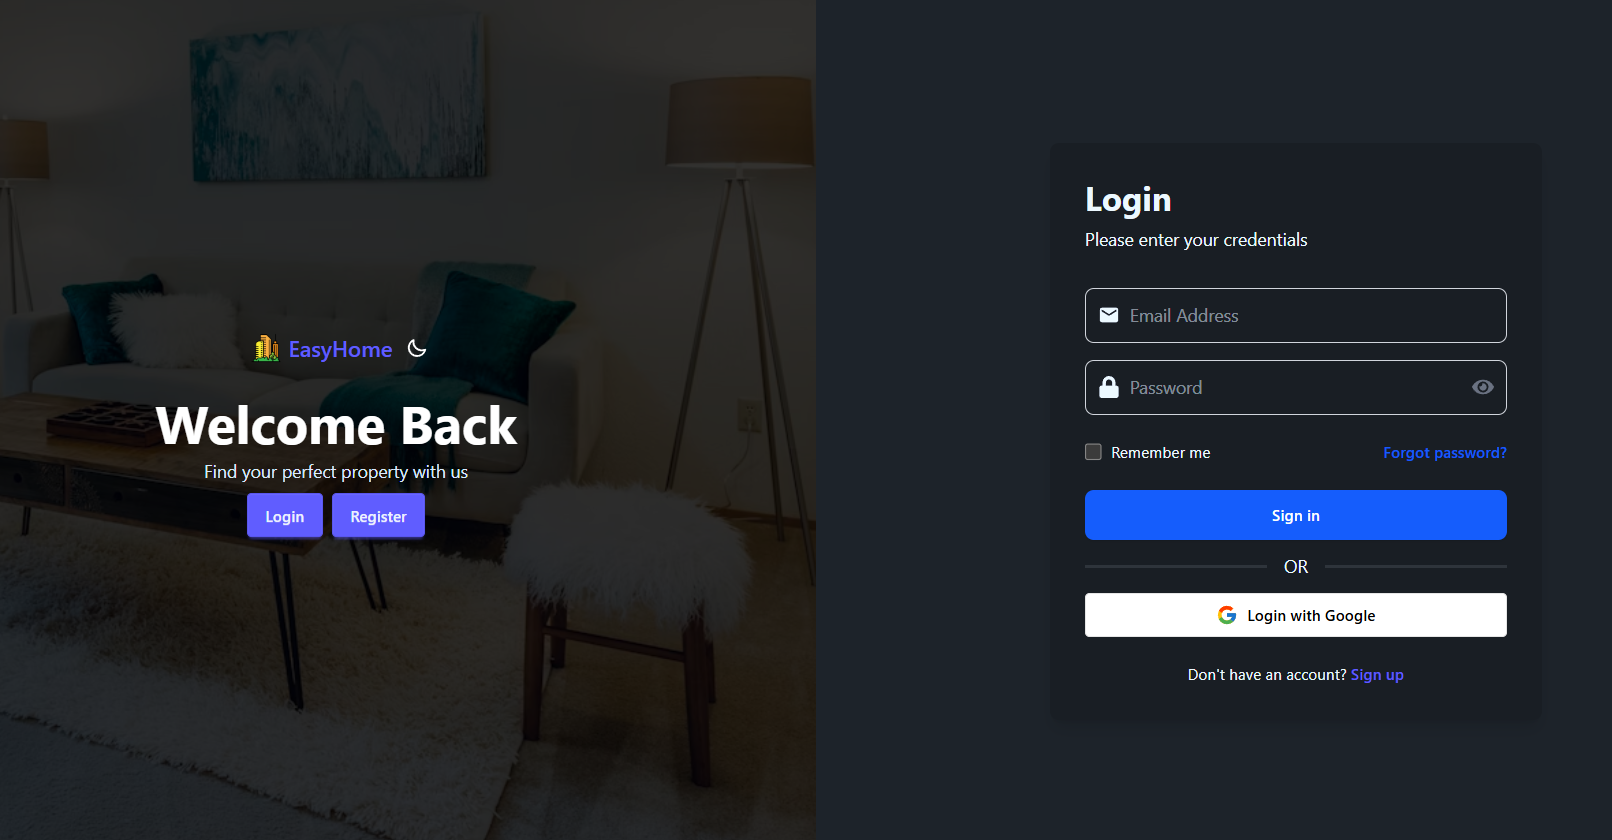 EasyHome
Welcome Back
Find your perfect property with us
Login
Register
Login
Please enter your credentials
Email Address
Password
Remember me
Forgot password?
Sign in
OR
Login with Google
Don't have an account? Sign up